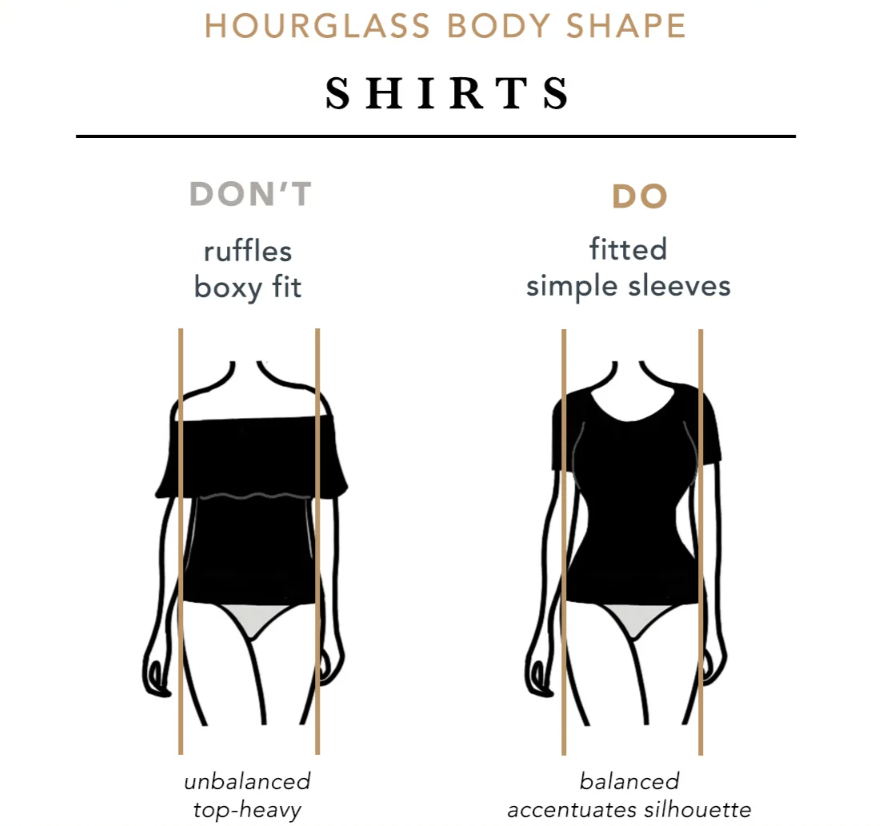 HOURGLASS BODY SHAPE
SHIRTS
DON'T
ruffles
boxy fit
unbalanced
top-heavy
DO
fitted
simple sleeves
balanced
accentuates silhouette